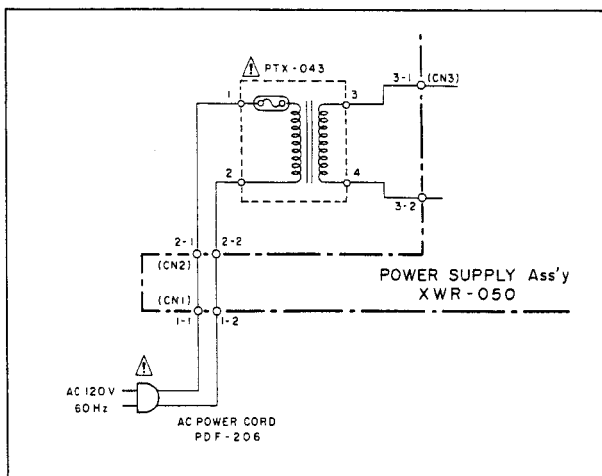 PTX-043
1
3
3-1 (CN3)
2
4
3-2
2-1
2-2
(CN2)
POWER SUPPLY Ass'y
XWR-050
(CN1)
1-1
1-2
AC 120V
60Hz
AC POWER CORD
PDF-206